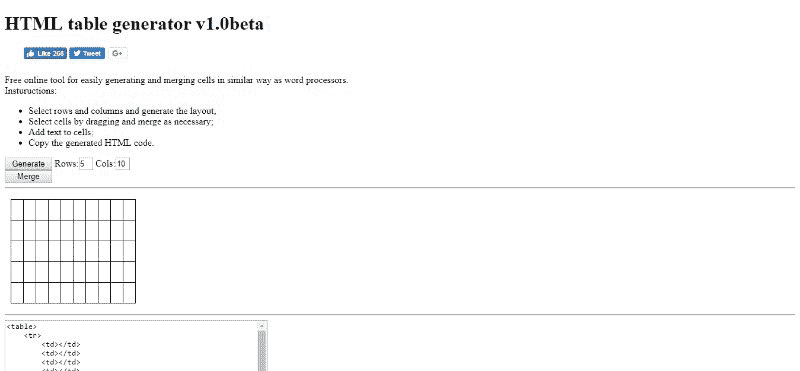 HTML table generator v1.0beta
Like 268 Tweet G+
Free online tool for easily generating and merging cells in similar way as word processors.
Instuructions:
Select rows and columns and generate the layout,
Select cells by dragging and merge as necessary;
Add text to cells;
Copy the generated HTML code.
Generate Rows: 5 Cols: 10
Merge
<table>
<tr>
<td></td>
<td></td>
<td></td>
<td></td>